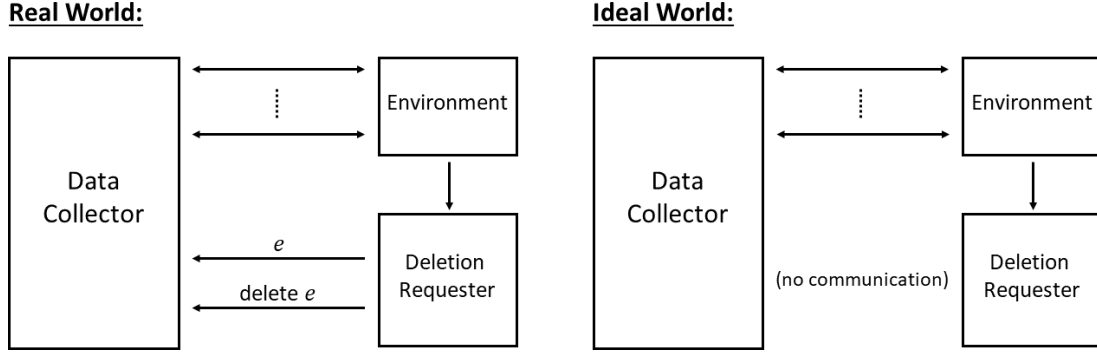 Real World:
Data
Collector
Environment
e
delete e
Deletion
Requester
Ideal World:
Data
Collector
Environment
(no communication)
Deletion
Requester